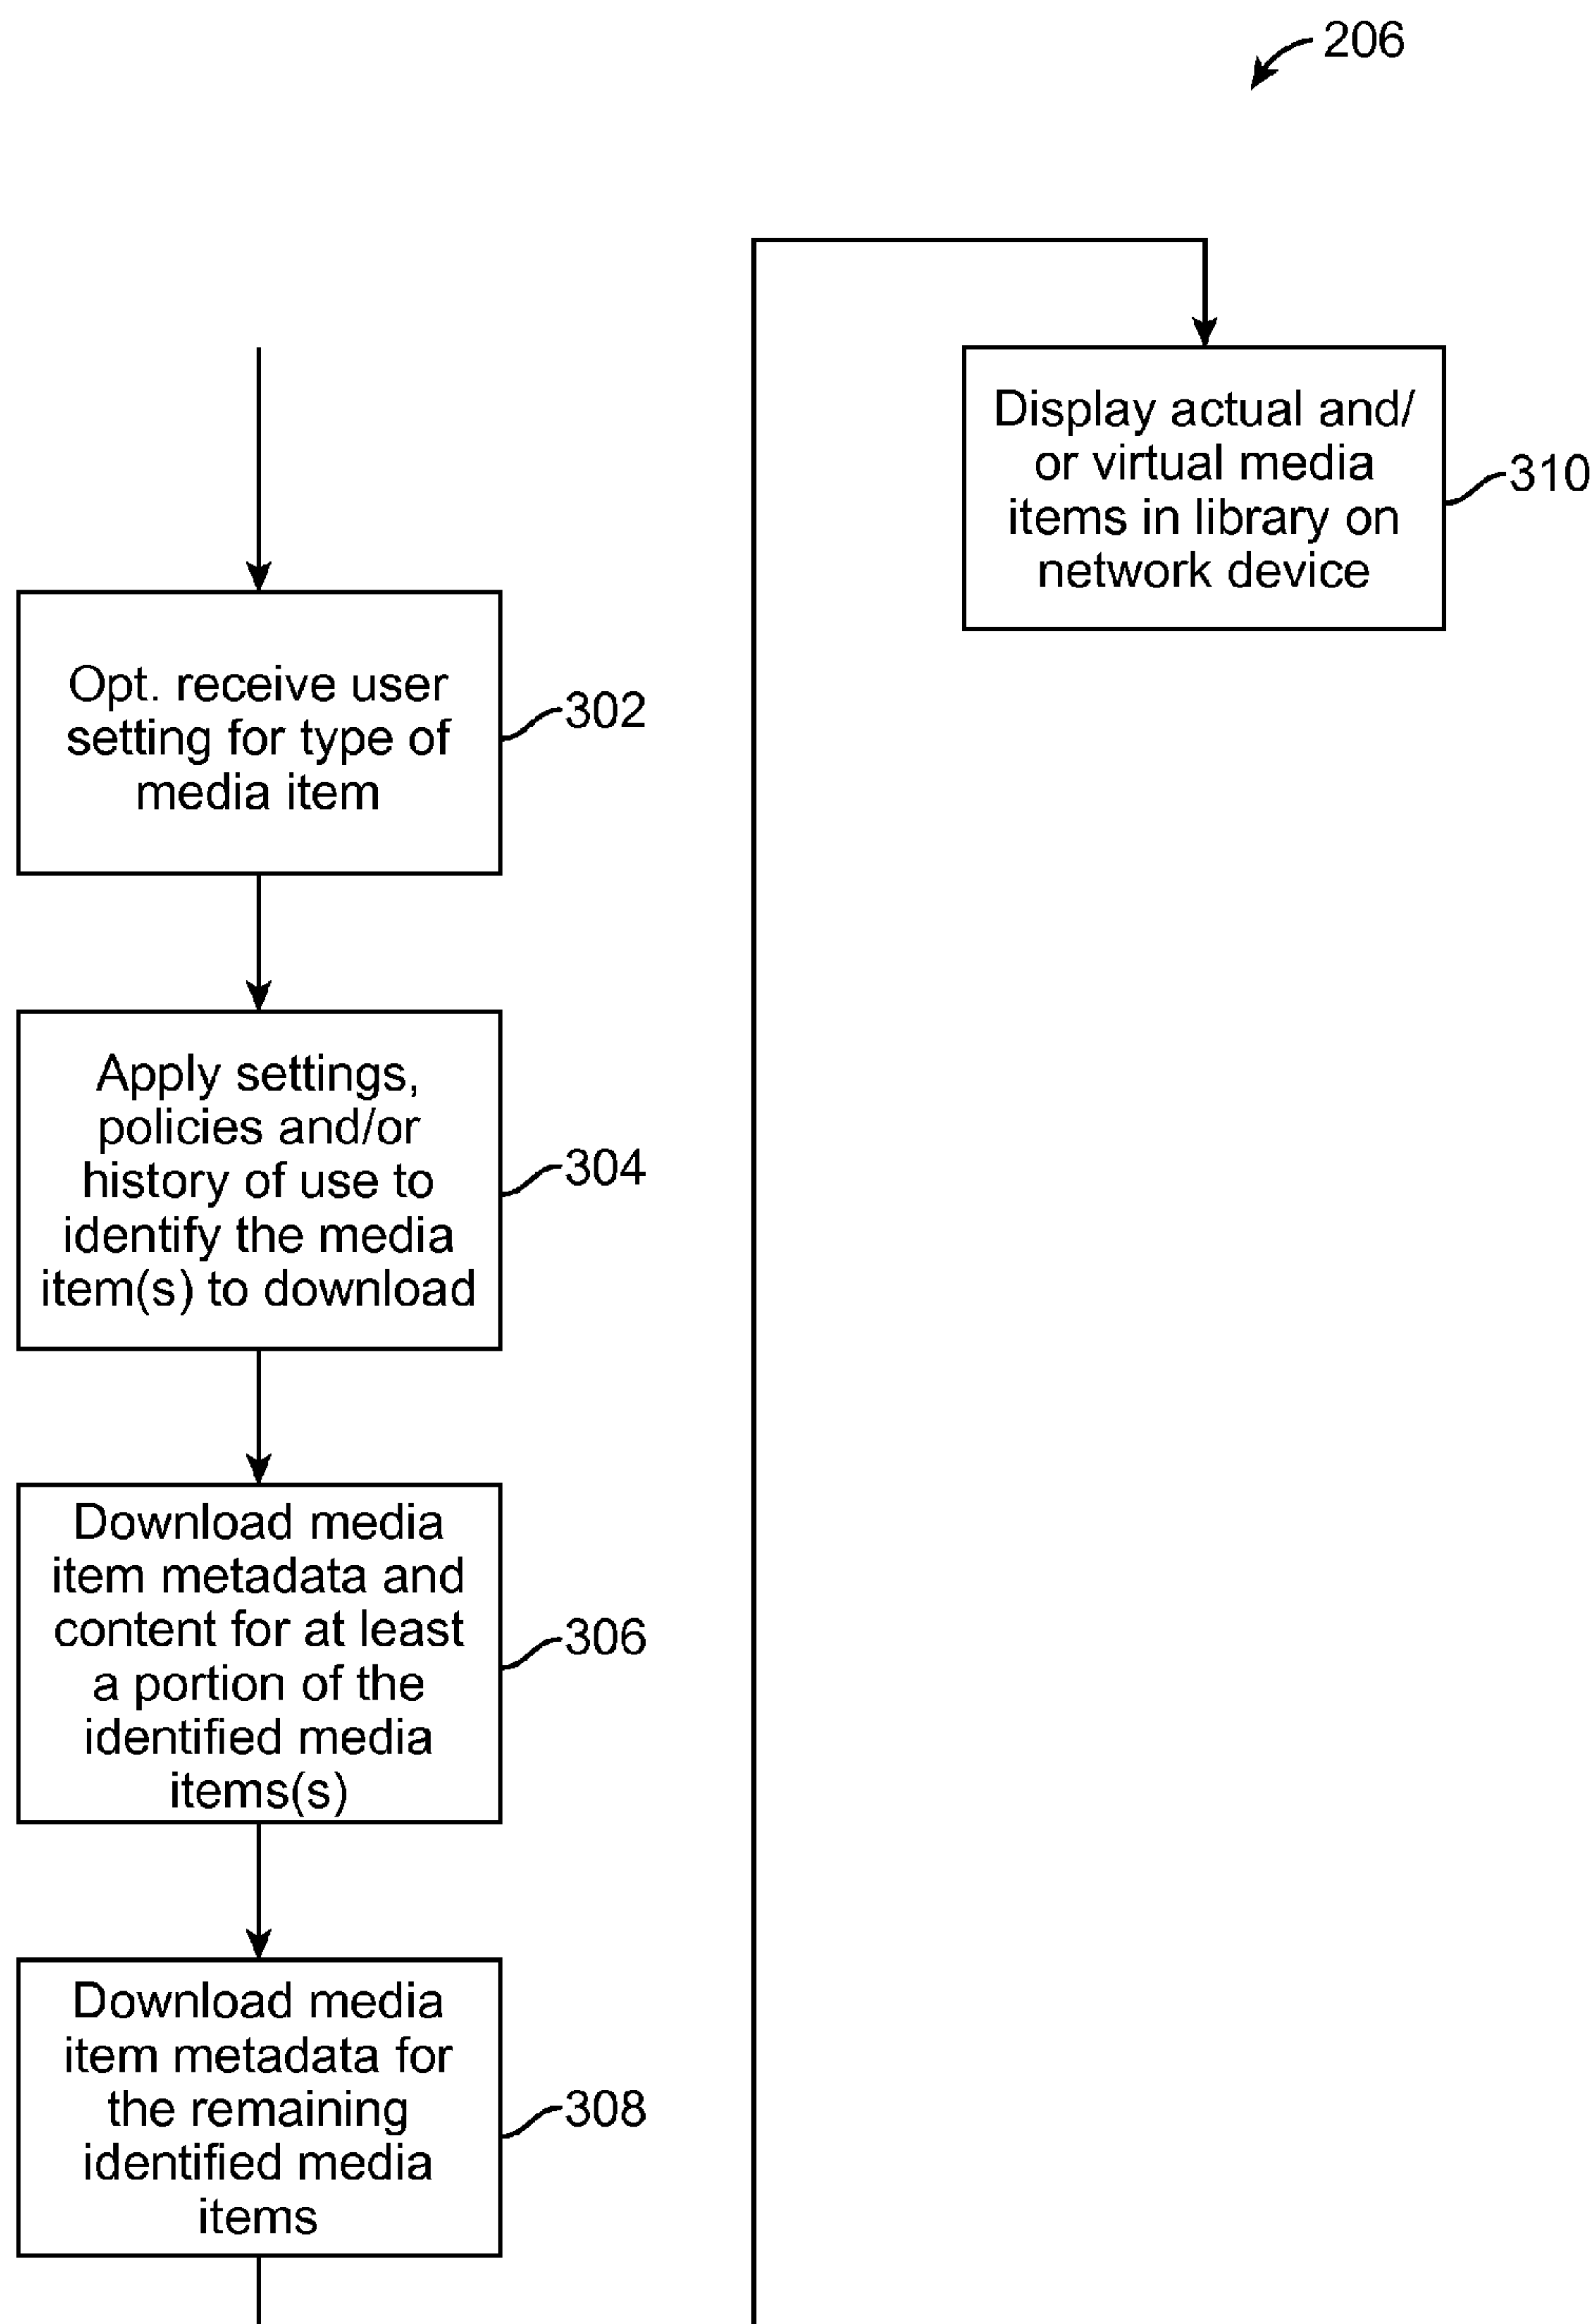 206
Opt. receive user
setting for type of
media item
302
Apply settings,
policies and/or
history of use to
identify the media
item(s) to download
304
Download media
item metadata and
content for at least
a portion of the
identified media
items(s)
306
Download media
item metadata for
the remaining
identified media
items
308
Display actual and/
or virtual media
items in library on
network device
310